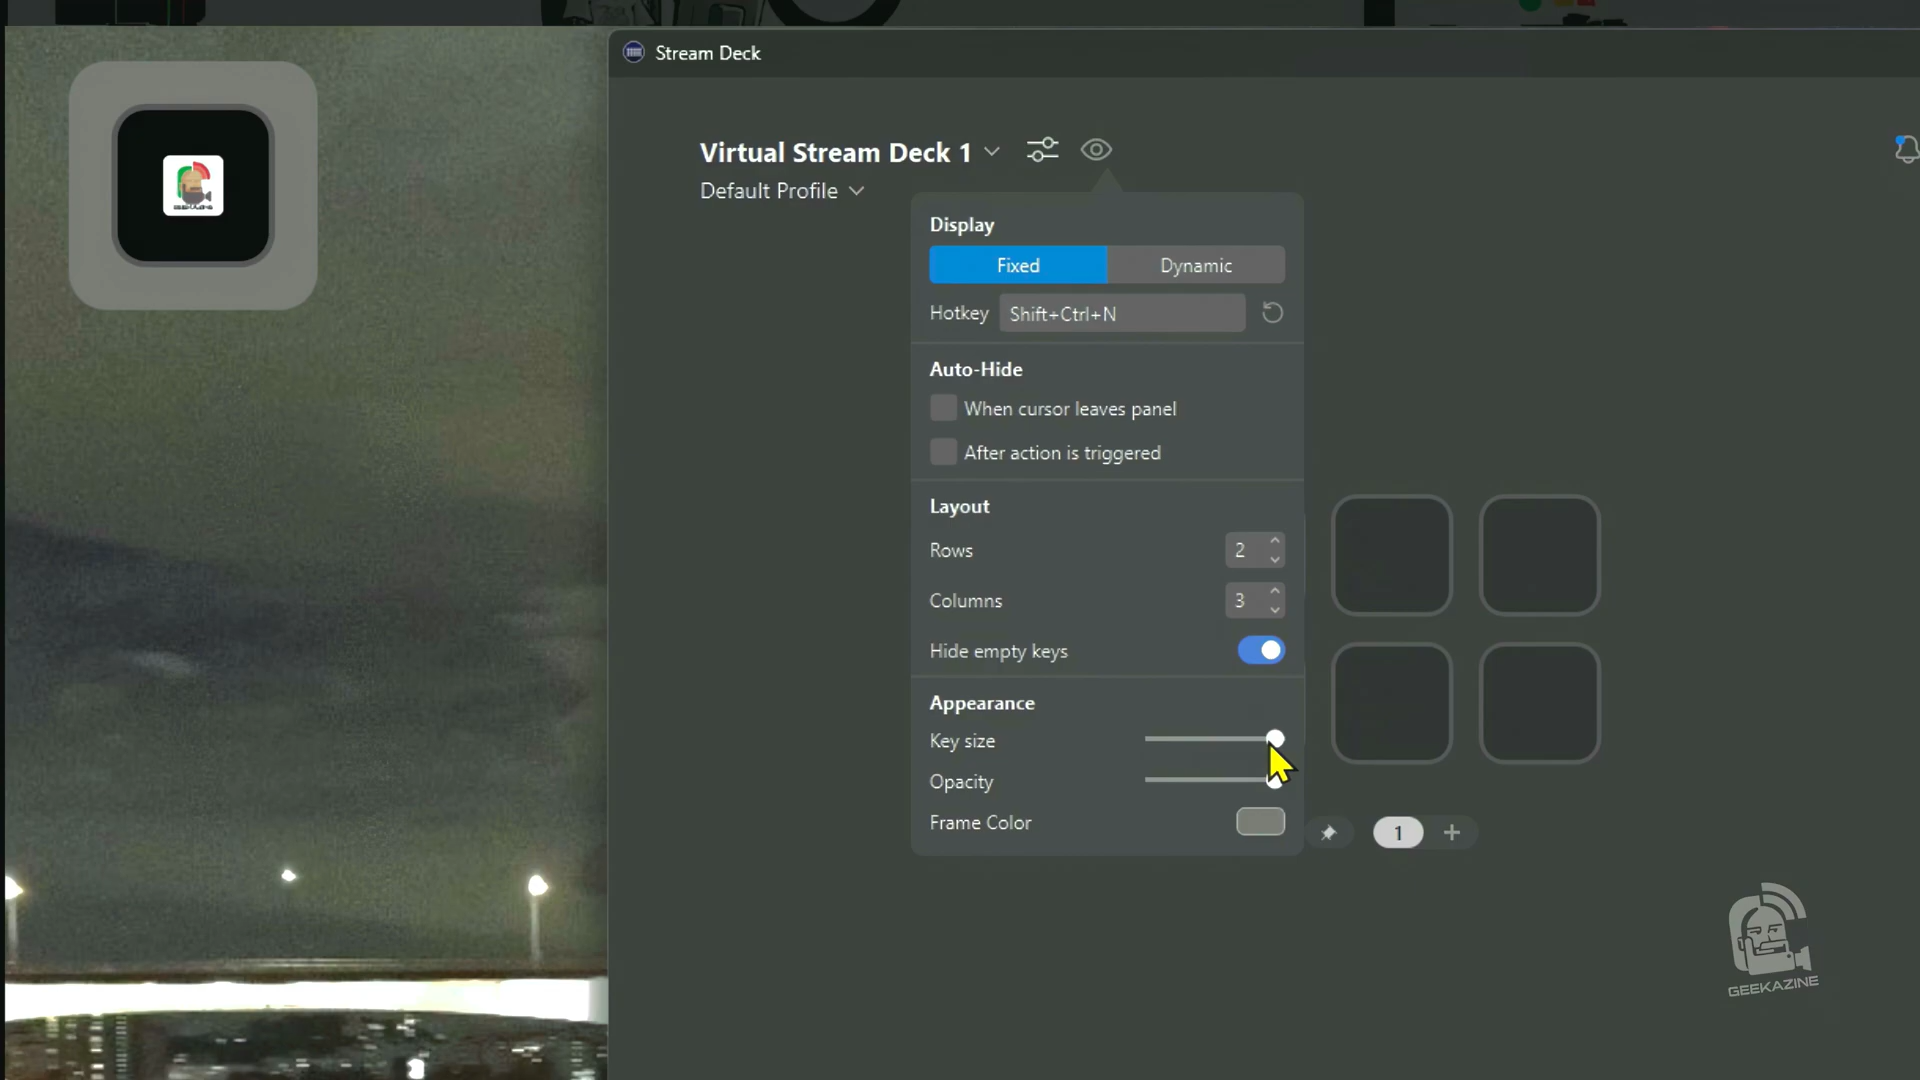 Stream Deck
Virtual Stream Deck 1
Default Profile
Display
Fixed
Dynamic
Hotkey
Shift+Ctrl+N
Auto-Hide
When cursor leaves panel
After action is triggered
Layout
Rows
2
Columns
3
Hide empty keys
Appearance
Key size
Opacity
Frame Color
1
GEEKAZINE